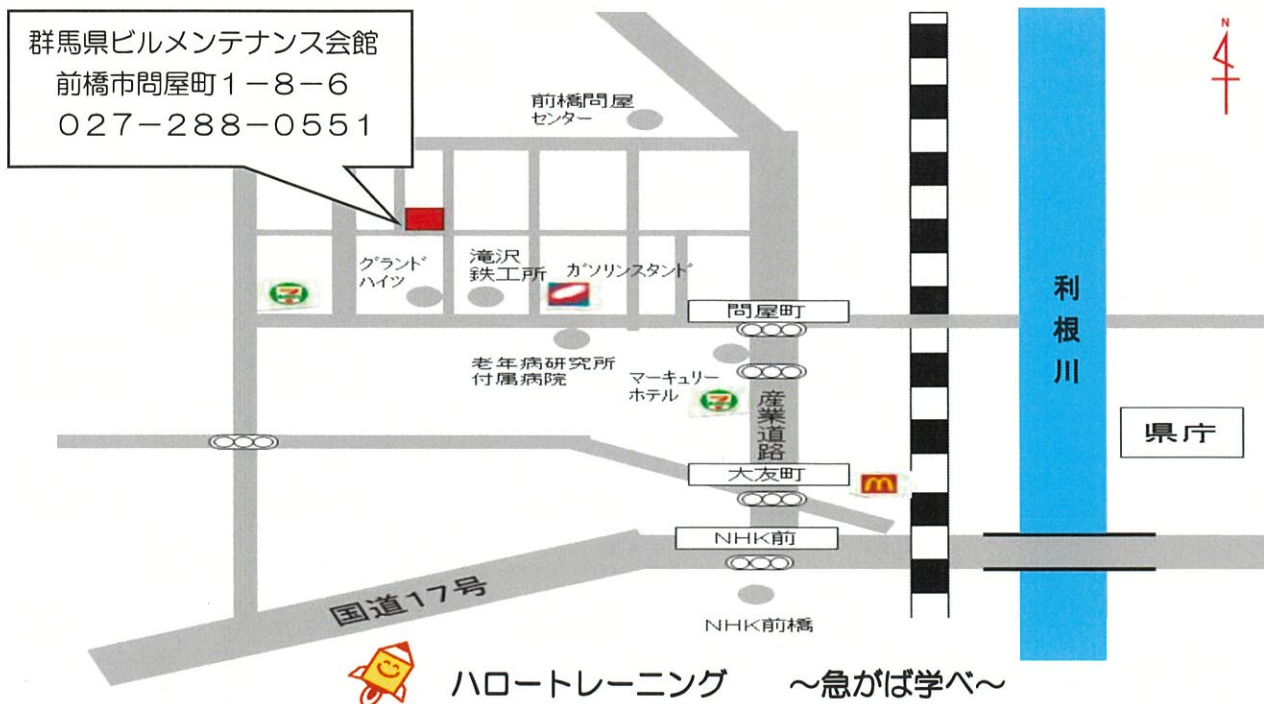 群馬県ビルメンテナンス会館
前橋市問屋町1-8-6
027-288-0551
N
前橋問屋
センター
グランド
ハイツ
滝沢
鉄工所
ガソリンスタンド
問屋町
利根川
老年病研究所
付属病院
マーキュリー
ホテル
産業道路
県庁
大友町
NHK前
国道17号
NHK前橋
ハロートレーニング ~急がば学べ~